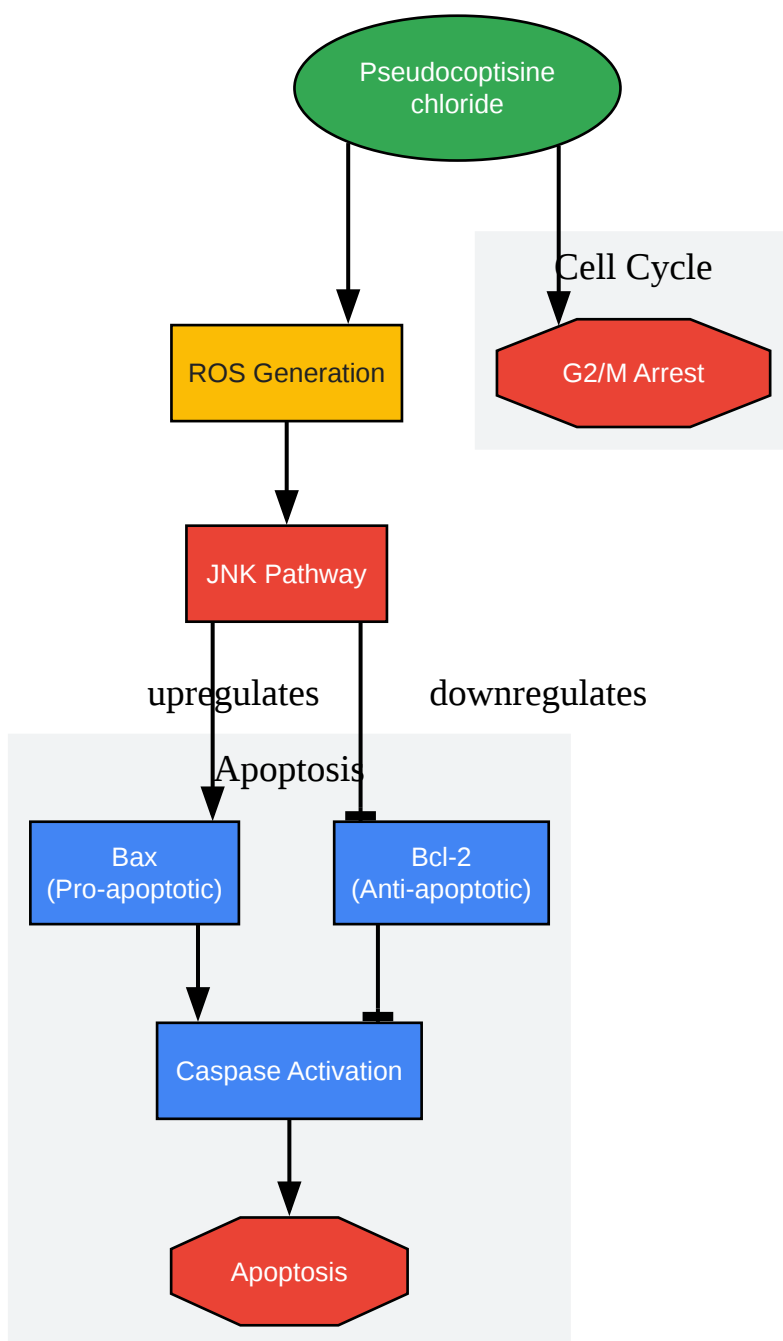 Pseudocoptisine
chloride
Cell Cycle
ROS Generation
G2/M Arrest
JNK Pathway
upregulates
downregulates
Apoptosis
Bax
(Pro-apoptotic)
Bcl-2
(Anti-apoptotic)
Caspase Activation
Apoptosis